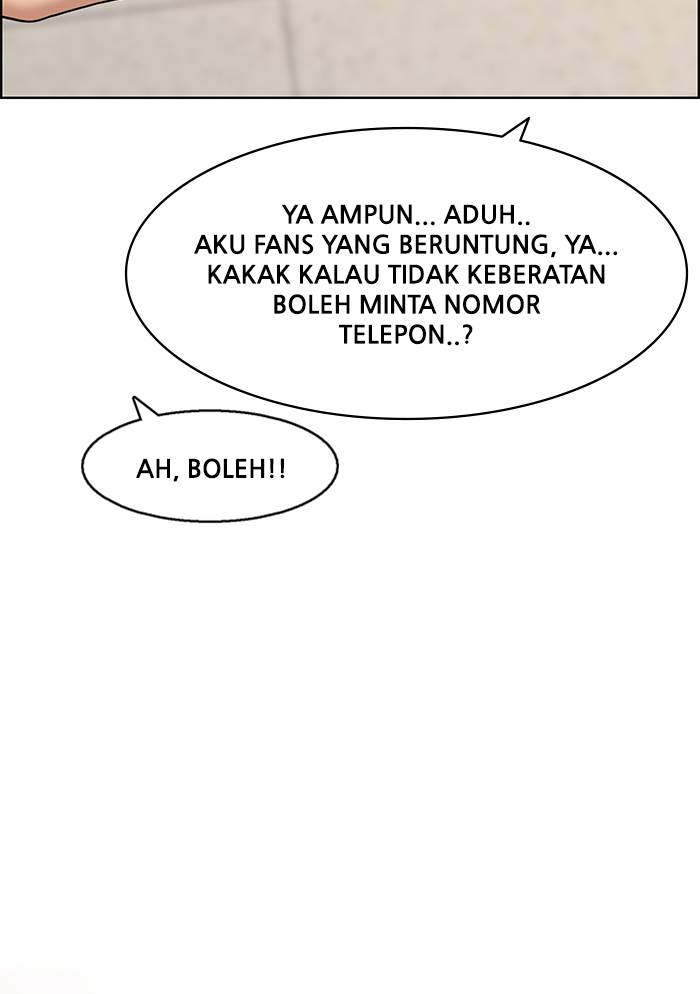 YA AMPUN... ADUH..
AKU FANS YANG BERUNTUNG, YA...
KAKAK KALAU TIDAK KEBERATAN
BOLEH MINTA NOMOR
TELEPON..?
AH, BOLEH!!